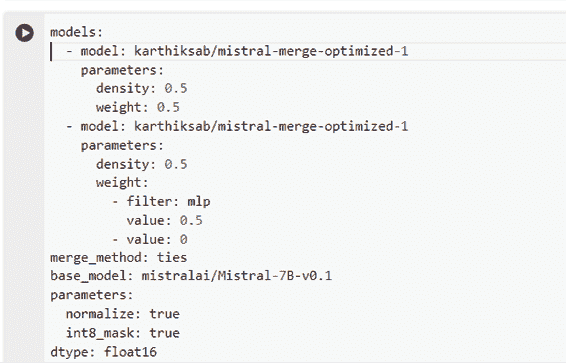 models:
  - model: karthiksab/mistral-merge-optimized-1
    parameters:
      density: 0.5
      weight: 0.5
  - model: karthiksab/mistral-merge-optimized-1
    parameters:
      density: 0.5
      weight:
        - filter: mlp
          value: 0.5
        - value: 0
merge_method: ties
base_model: mistralai/Mistral-7B-v0.1
parameters:
  normalize: true
  int8_mask: true
dtype: float16